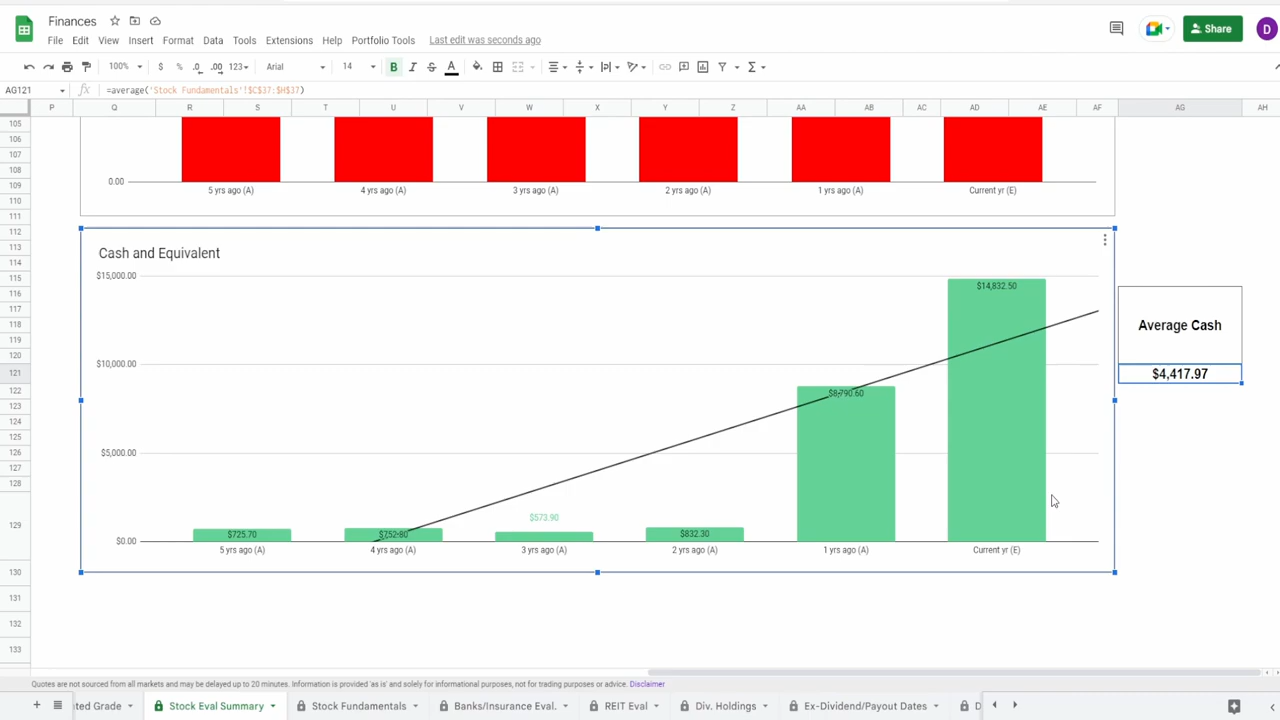 Finances
File Edit View Insert Format Data Tools Extensions Help Portfolio Tools Last edit was seconds ago
Share
D
100% $ % .0 .00 123 Arial 14 B I S A
AG121 fx =average('Stock Fundamentals'!$C$37:$H$37)
P Q R S T U V W X Y Z AA AB AC AD AE AF AG AH
105
106
107
108
109
110
111
112
113
114
115
116
117
118
119
120
121
122
123
124
125
126
127
128
129
130
131
132
133
0.00
5 yrs ago (A) 4 yrs ago (A) 3 yrs ago (A) 2 yrs ago (A) 1 yrs ago (A) Current yr (E)
Cash and Equivalent
$15,000.00
$14,832.50
$10,000.00
$8,790.60
$5,000.00
$573.90
$725.70 $752.80 $832.30
$0.00
5 yrs ago (A) 4 yrs ago (A) 3 yrs ago (A) 2 yrs ago (A) 1 yrs ago (A) Current yr (E)
Average Cash
$4,417.97
Quotes are not sourced from all markets and may be delayed up to 20 minutes. Information is provided 'as is' and solely for informational purposes, not for trading purposes or advice. Disclaimer
nted Grade Stock Eval Summary Stock Fundamentals Banks/Insurance Eval. REIT Eval Div. Holdings Ex-Dividend/Payout Dates D